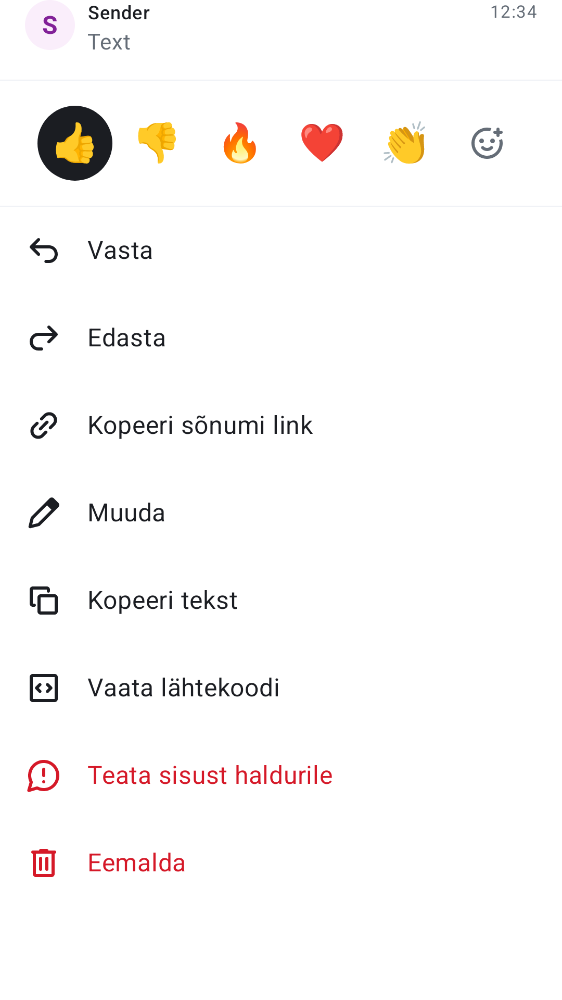 S
Sender
12:34
Text
Vasta
Edasta
Kopeeri sõnumi link
Muuda
Kopeeri tekst
Vaata lähtekoodi
Teata sisust haldurile
Eemalda